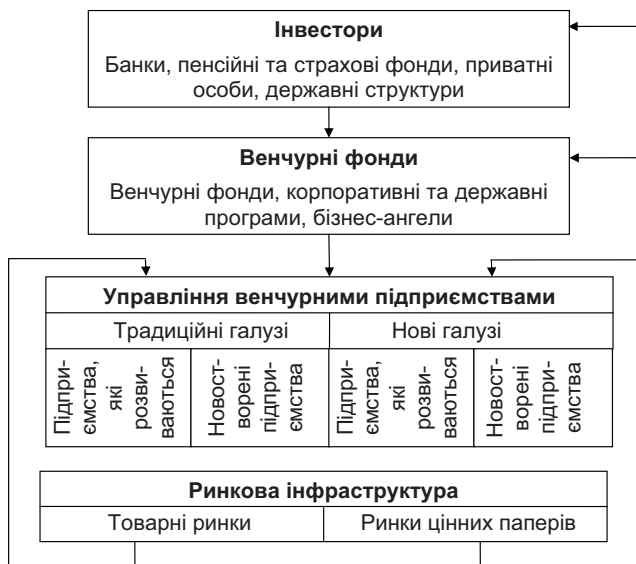 Інвестори
Банки, пенсійні та страхові фонди, приватні
особи, державні структури
Венчурні фонди
Венчурні фонди, корпоративні та державні
програми, бізнес-ангели
Управління венчурними підприємствами
Традиційні галузі
Нові галузі
Підпри-
ємства,
які
розви-
ваються
Новост-
ворені
підпри-
ємства
Підпри-
ємства,
які
розви-
ваються
Новост-
ворені
підпри-
ємства
Ринкова інфраструктура
Товарні ринки
Ринки цінних паперів